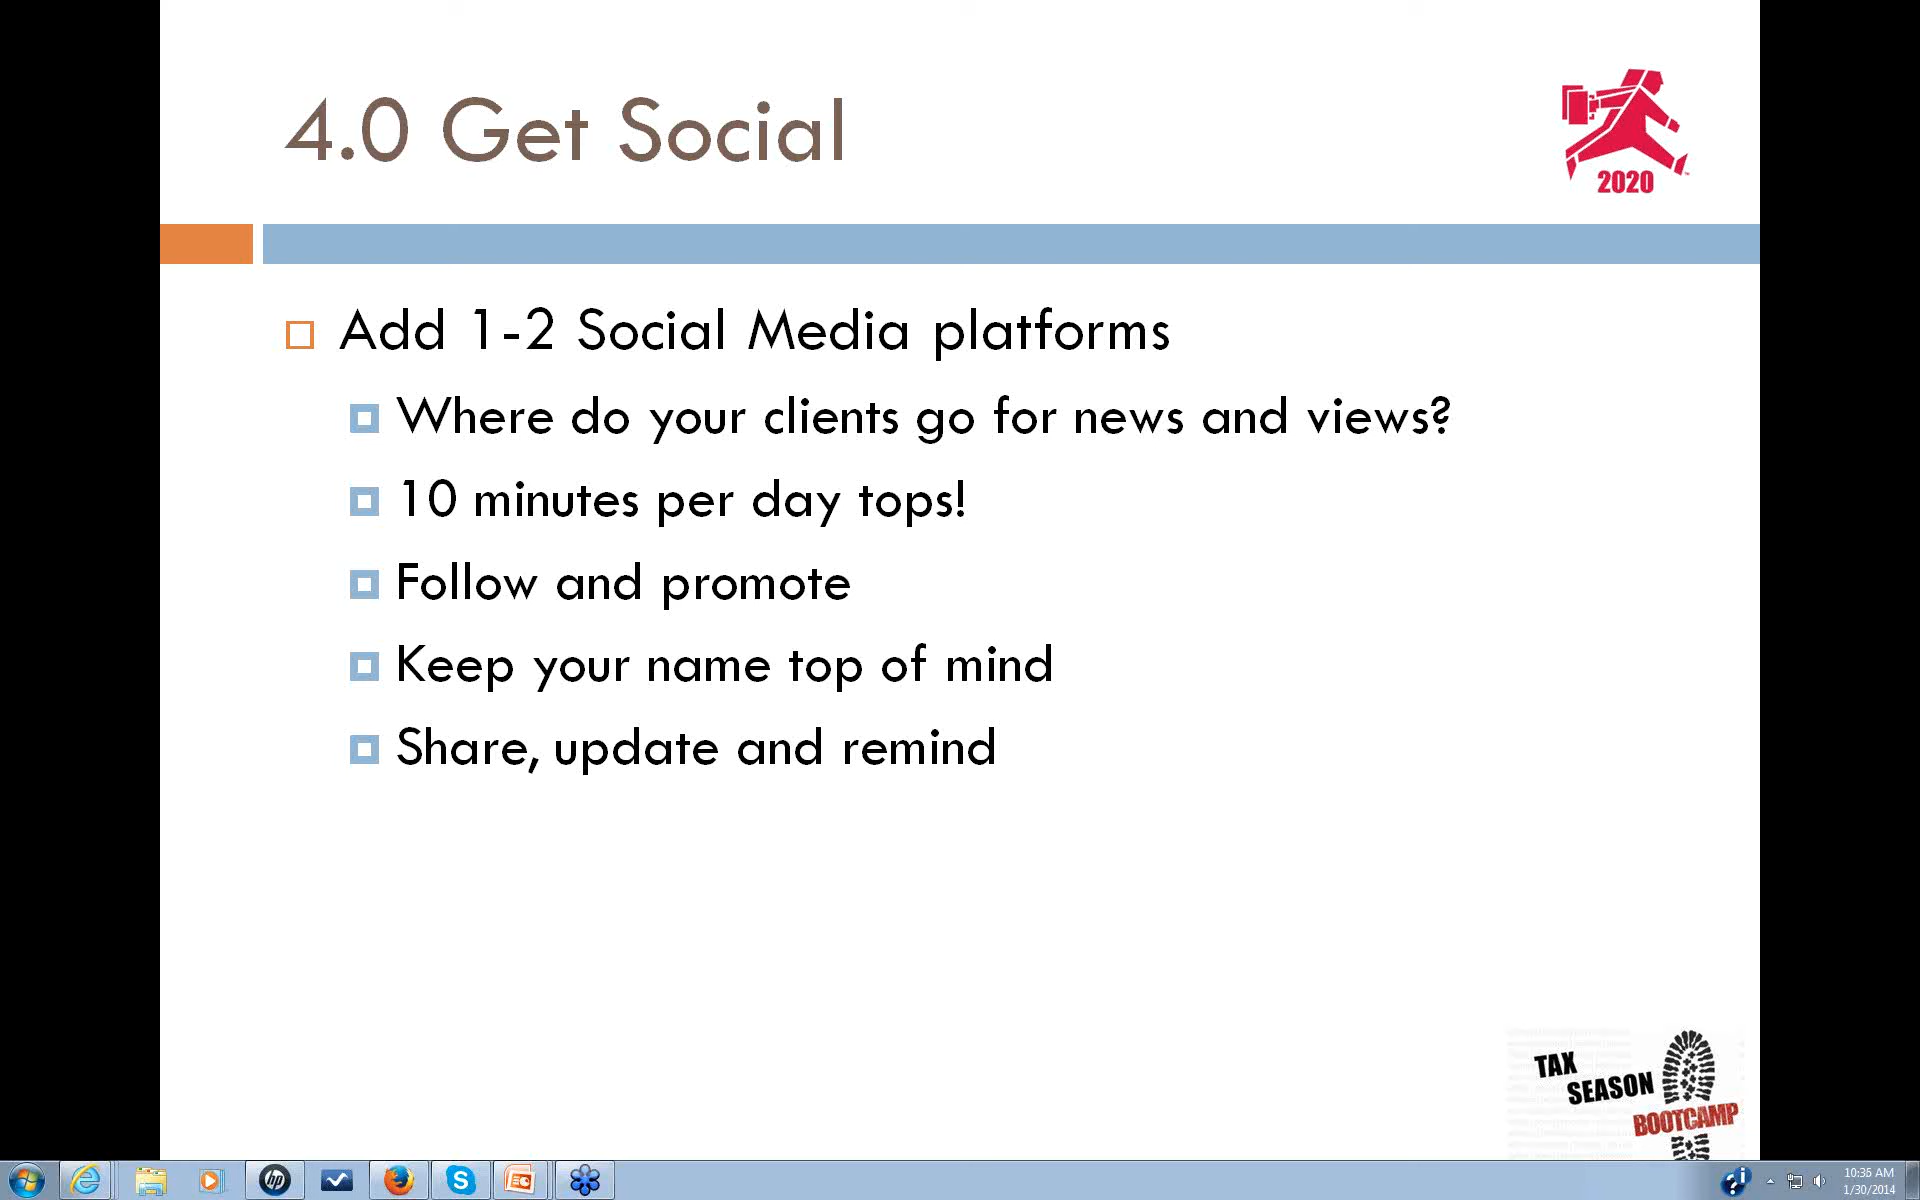 4.0 Get Social
2020
Add 1-2 Social Media platforms
Where do your clients go for news and views?
10 minutes per day tops!
Follow and promote
Keep your name top of mind
Share, update and remind
TAX
SEASON
BOOTCAMP
hp
10:36 AM
1/30/2014